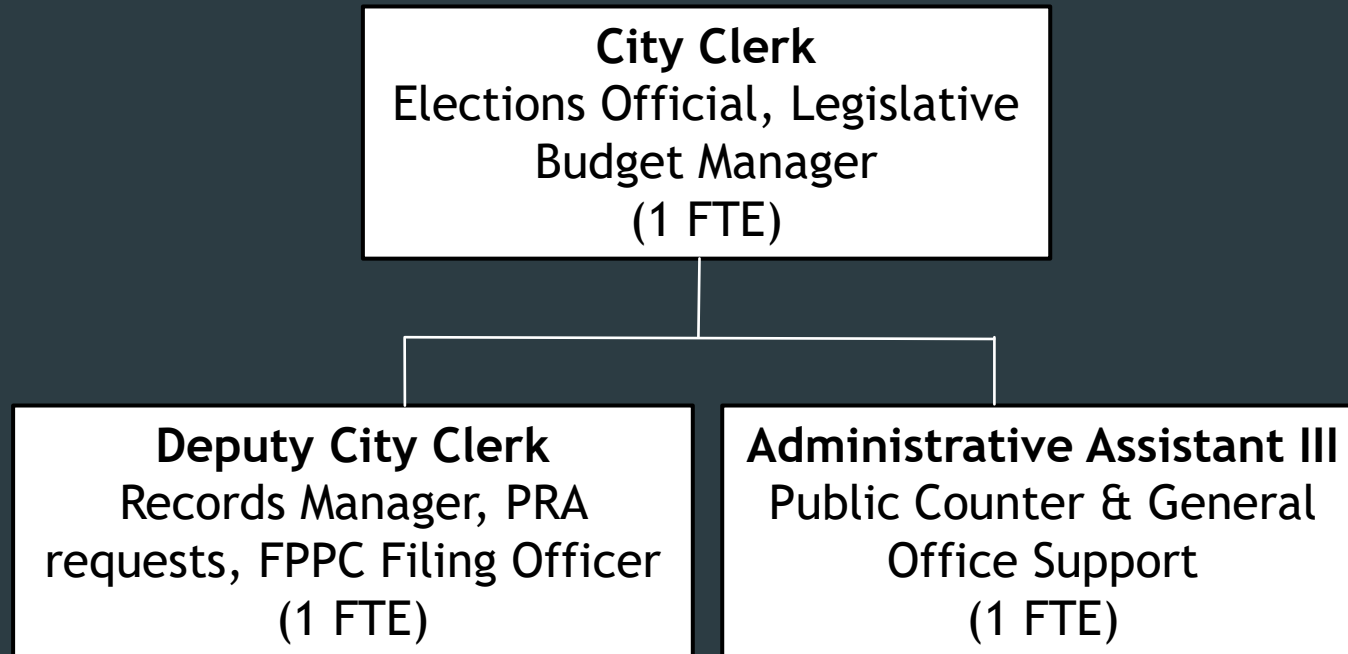 City Clerk
Elections Official, Legislative
Budget Manager
(1 FTE)
Deputy City Clerk
Records Manager, PRA
requests, FPPC Filing Officer
(1 FTE)
Administrative Assistant III
Public Counter & General
Office Support
(1 FTE)